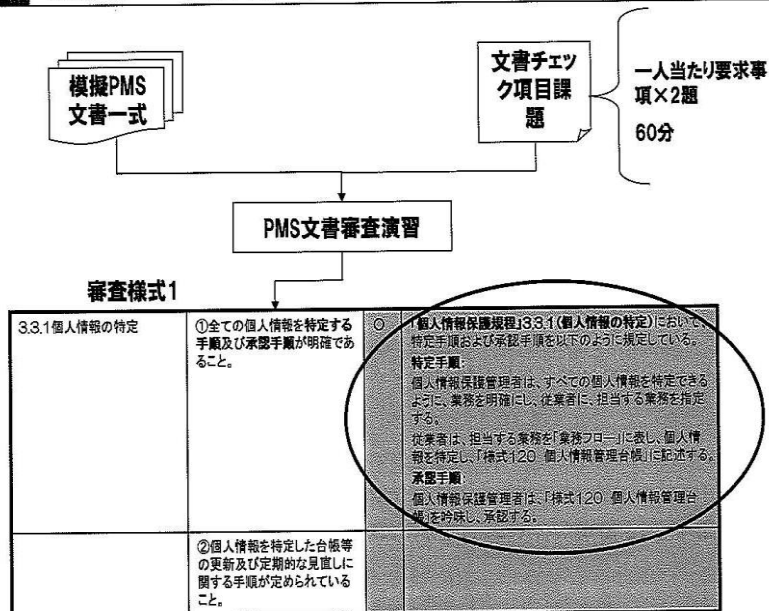 模擬PMS
文書一式
文書チェッ
ク項目課
題
一人当たり要求事
項×2題
60分
PMS文書審査演習
審査様式1
3.3.1個人情報の特定
①全ての個人情報を特定する
手順及び承認手順が明確であ
ること。
○
「個人情報保護規程」3.3.1(個人情報の特定)において、
特定手順および承認手順を以下のように規定している。
特定手順:
個人情報保護管理者は、すべての個人情報を特定できる
ように、業務を明確にし、従業者に、担当する業務を指定
する。
従業者は、担当する業務を「業務フロー」に表し、個人情
報を特定し、「様式120 個人情報管理台帳」に記述する。
承認手順:
個人情報保護管理者は、「様式120 個人情報管理台
帳」を吟味し、承認する。
②個人情報を特定した台帳等
の更新及び定期的な見直しに
関する手順が定められている
こと。